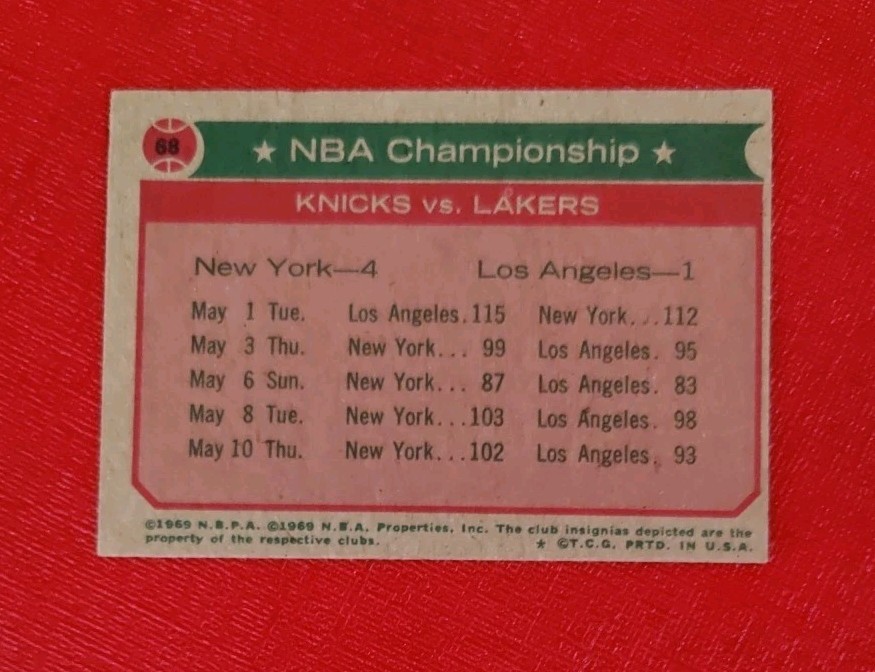 68
★ NBA Championship ★
KNICKS vs. LAKERS
New York—4 Los Angeles—1
May 1 Tue. Los Angeles.115 New York...112
May 3 Thu. New York... 99 Los Angeles. 95
May 6 Sun. New York... 87 Los Angeles. 83
May 8 Tue. New York...103 Los Angeles. 98
May 10 Thu. New York...102 Los Angeles. 93
©1969 N.B.P.A. ©1969 N.B.A. Properties, Inc. The club insignias depicted are the
property of the respective clubs. ★ ©T.C.G. PRTD. IN U.S.A.